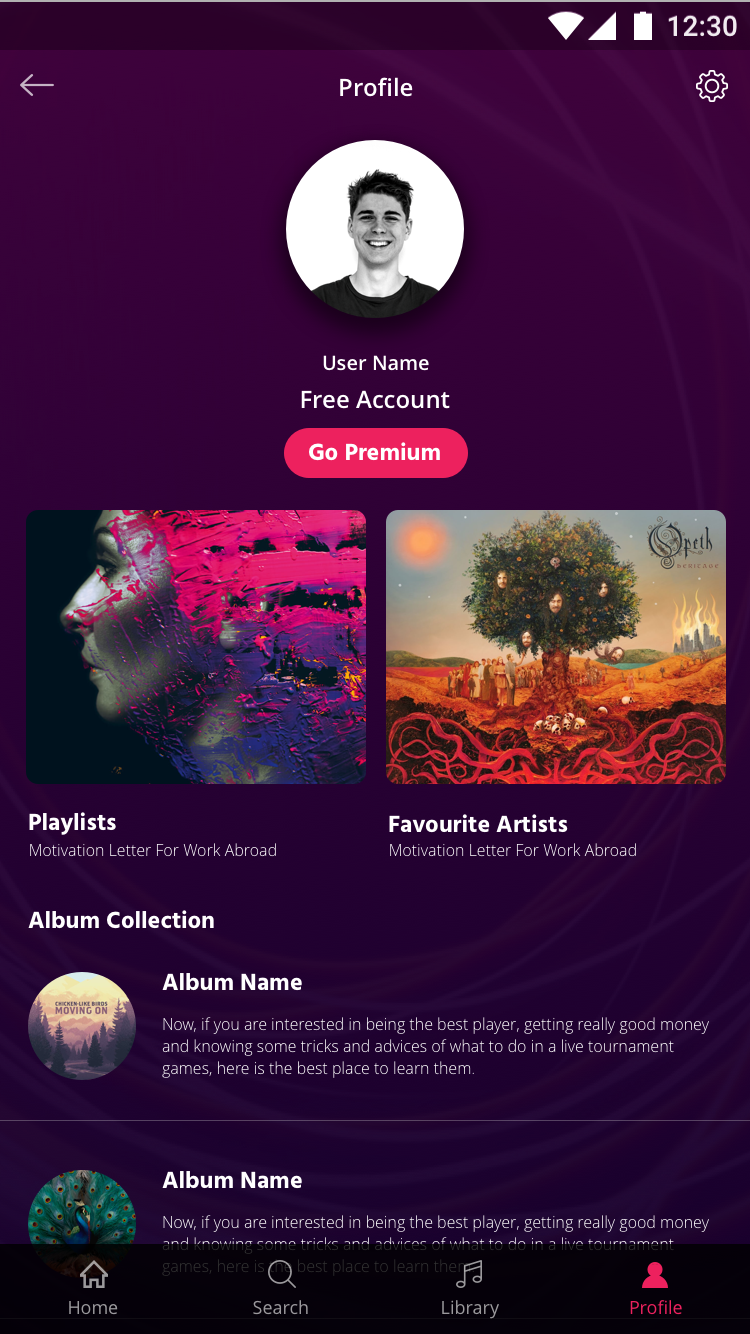 12:30
Profile
User Name
Free Account
Go Premium
Opeth
HERITAGE
Playlists
Motivation Letter For Work Abroad
Favourite Artists
Motivation Letter For Work Abroad
Album Collection
CHICKEN-LIKE BIRDS
MOVING ON
Album Name
Now, if you are interested in being the best player, getting really good money
and knowing some tricks and advices of what to do in a live tournament
games, here is the best place to learn them.
Album Name
Now, if you are interested in being the best player, getting really good money
and knowing some tricks and advices of what to do in a live tournament
games, here is the best place to learn them.
Home
Search
Library
Profile